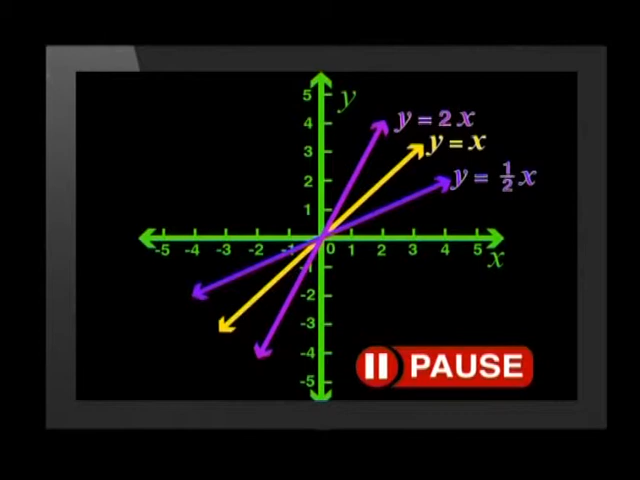 5
y
4
y = 2x
3
y = x
2
y = 1/2 x
1
-5 -4 -3 -2 -1 0 1 2 3 4 5
x
-1
-2
-3
-4
-5
PAUSE